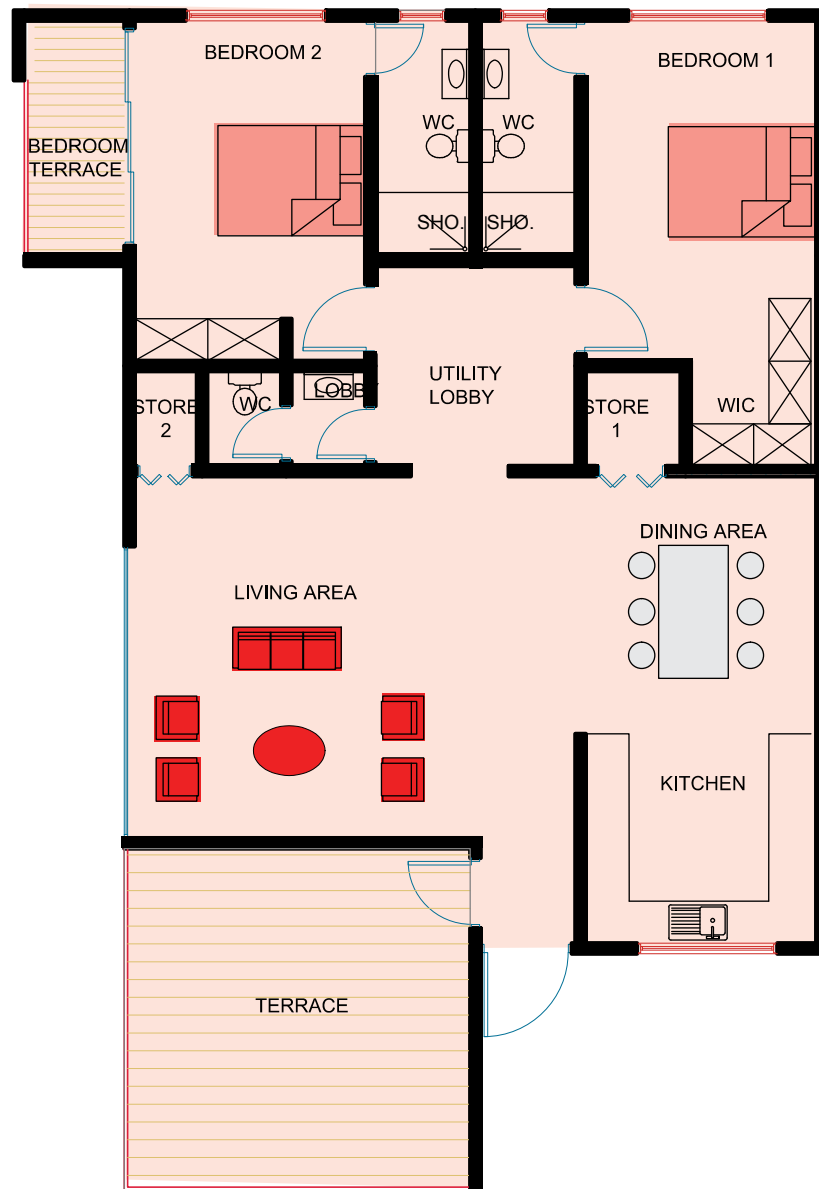 BEDROOM 2
BEDROOM 1
WC
WC
BEDROOM
TERRACE
SHO.
SHO.
UTILITY
LOBBY
LOBBY
WC
STORE
2
STORE
1
WIC
DINING AREA
LIVING AREA
KITCHEN
TERRACE